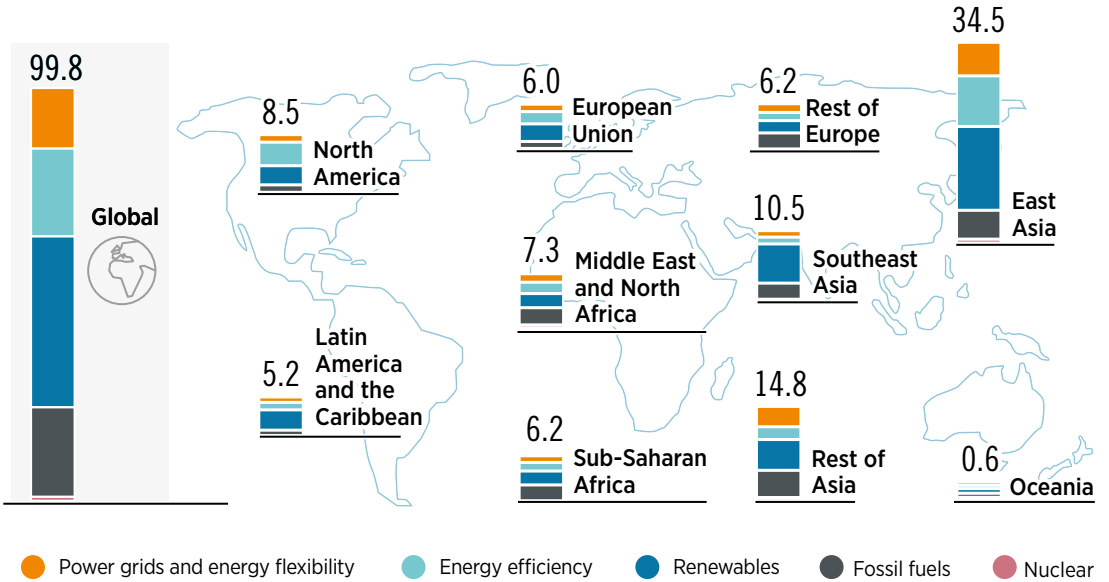 99.8
Global
8.5
North
America
5.2
Latin
America
and the
Caribbean
6.0
European
Union
7.3
Middle East
and North
Africa
6.2
Sub-Saharan
Africa
6.2
Rest of
Europe
10.5
Southeast
Asia
14.8
Rest of
Asia
34.5
East
Asia
0.6
Oceania
Power grids and energy flexibility
Energy efficiency
Renewables
Fossil fuels
Nuclear